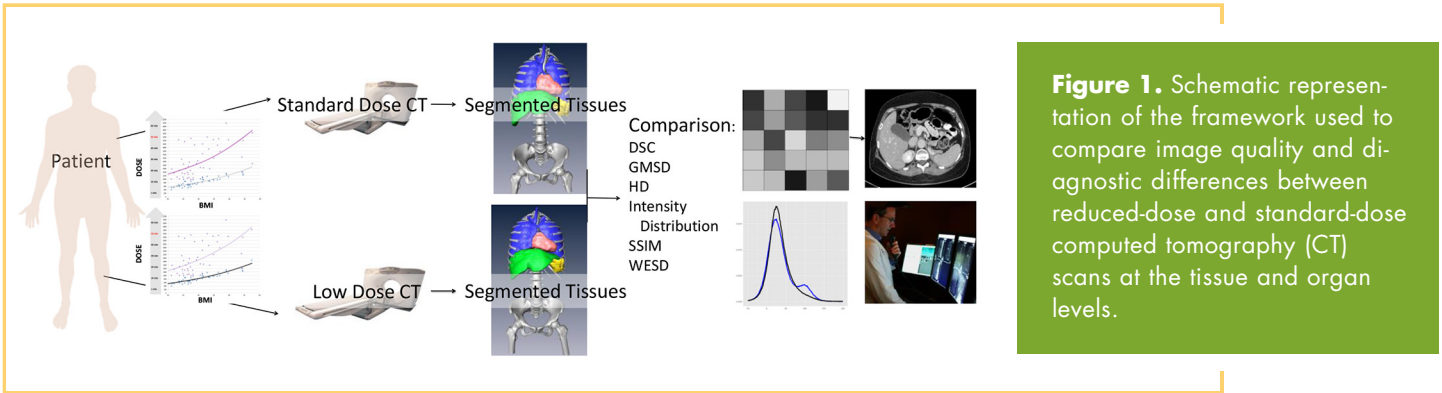 Patient
DOSE
BMI
DOSE
BMI
Standard Dose CT
Segmented Tissues
Low Dose CT
Segmented Tissues
Comparison:
DSC
GMSD
HD
Intensity
Distribution
SSIM
WESD
Figure 1. Schematic represen-
tation of the framework used to
compare image quality and di-
agnostic differences between
reduced-dose and standard-dose
computed tomography (CT)
scans at the tissue and organ
levels.